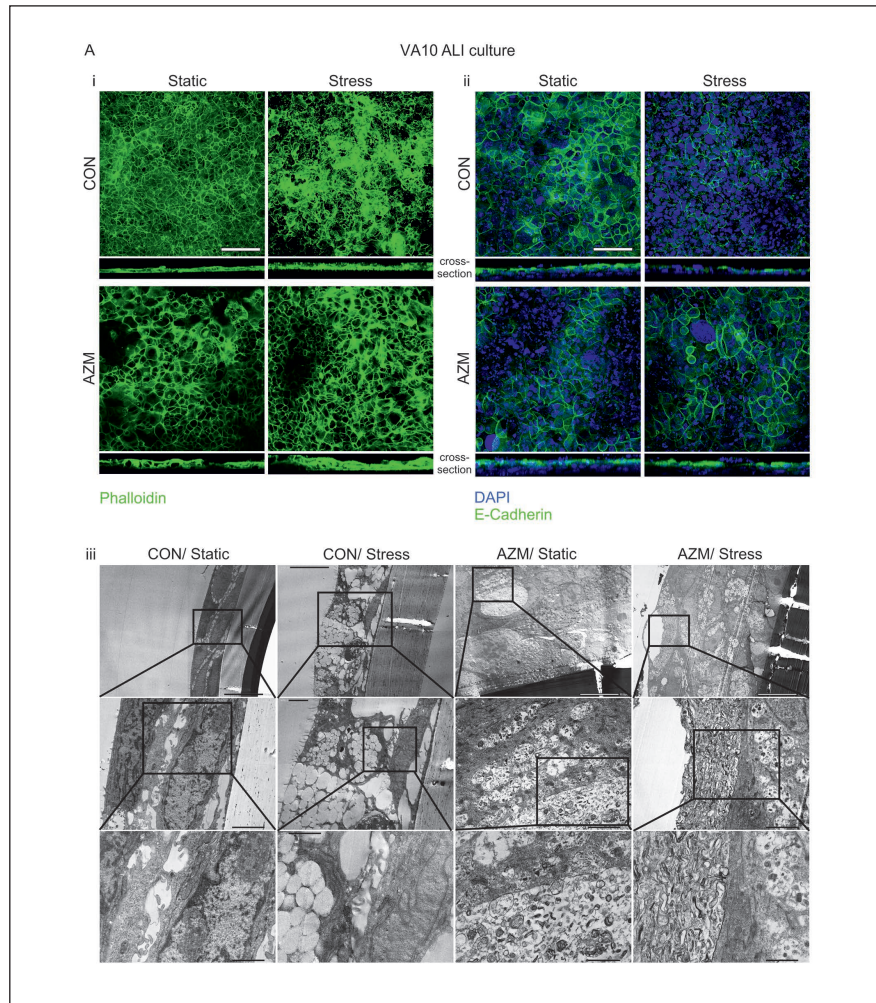 A
VA10 ALI culture
i
Static
Stress
ii
Static
Stress
CON
CON
cross-
section
AZM
AZM
cross-
section
Phalloidin
DAPI
E-Cadherin
iii
CON/ Static
CON/ Stress
AZM/ Static
AZM/ Stress